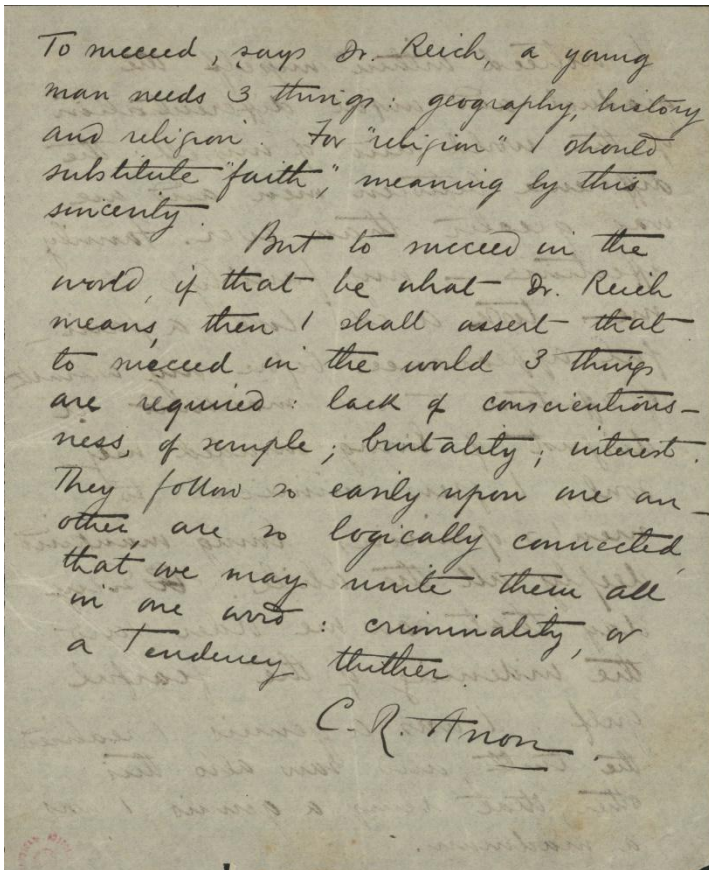 To succeed, says Dr. Reich, a young
man needs 3 things: geography, history
and religion. For "religion" I should
substitute "faith", meaning by this
sincerity.
But to succeed in the
world, if that be what Dr. Reich
means, then I shall assert that
to succeed in the world 3 things
are required: lack of conscientious-
ness, of scruple; brutality; interest.
They follow so easily upon one an-
other, are so logically connected,
that we may unite them all
in one word: criminality, or
a tendency thither.
C. R. Anon